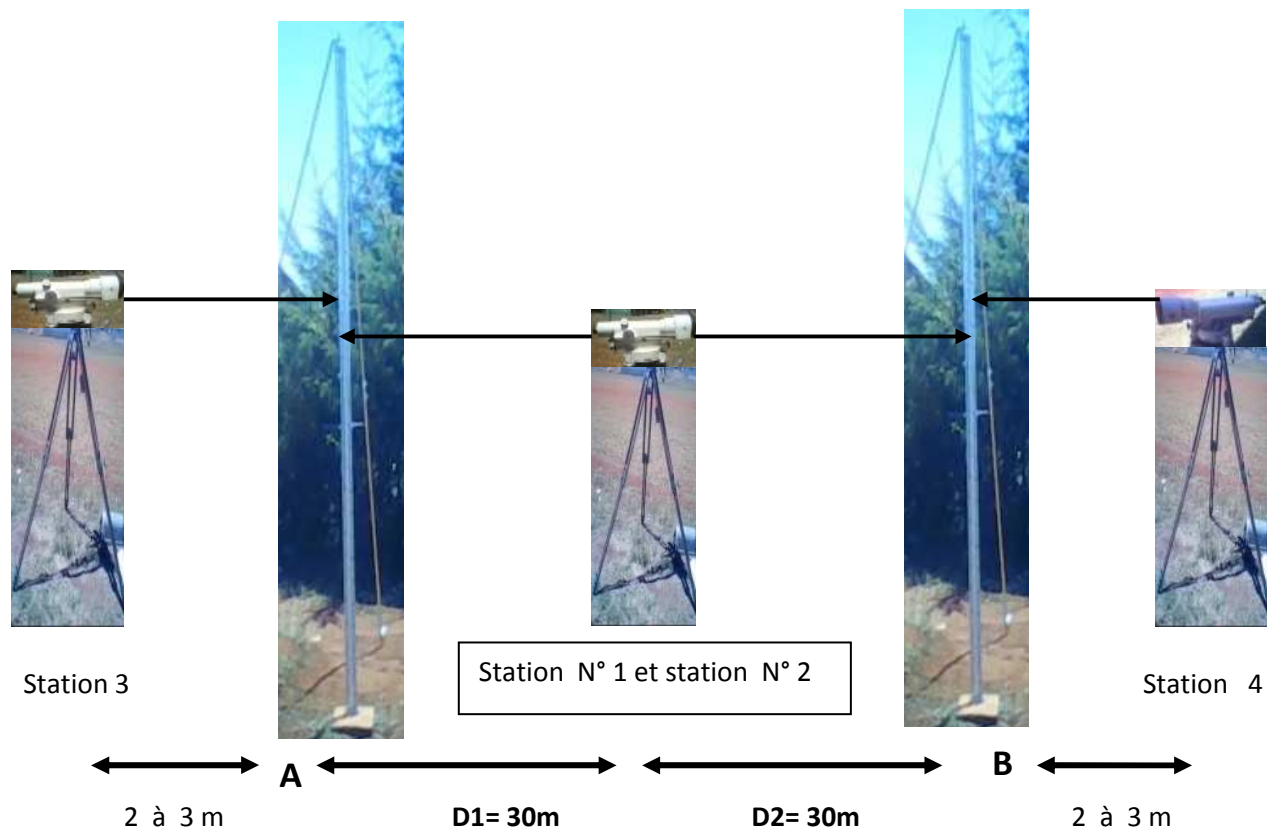 Station N° 1 et station N° 2
Station 3
Station 4
A
B
2 à 3 m
D1= 30m
D2= 30m
2 à 3 m